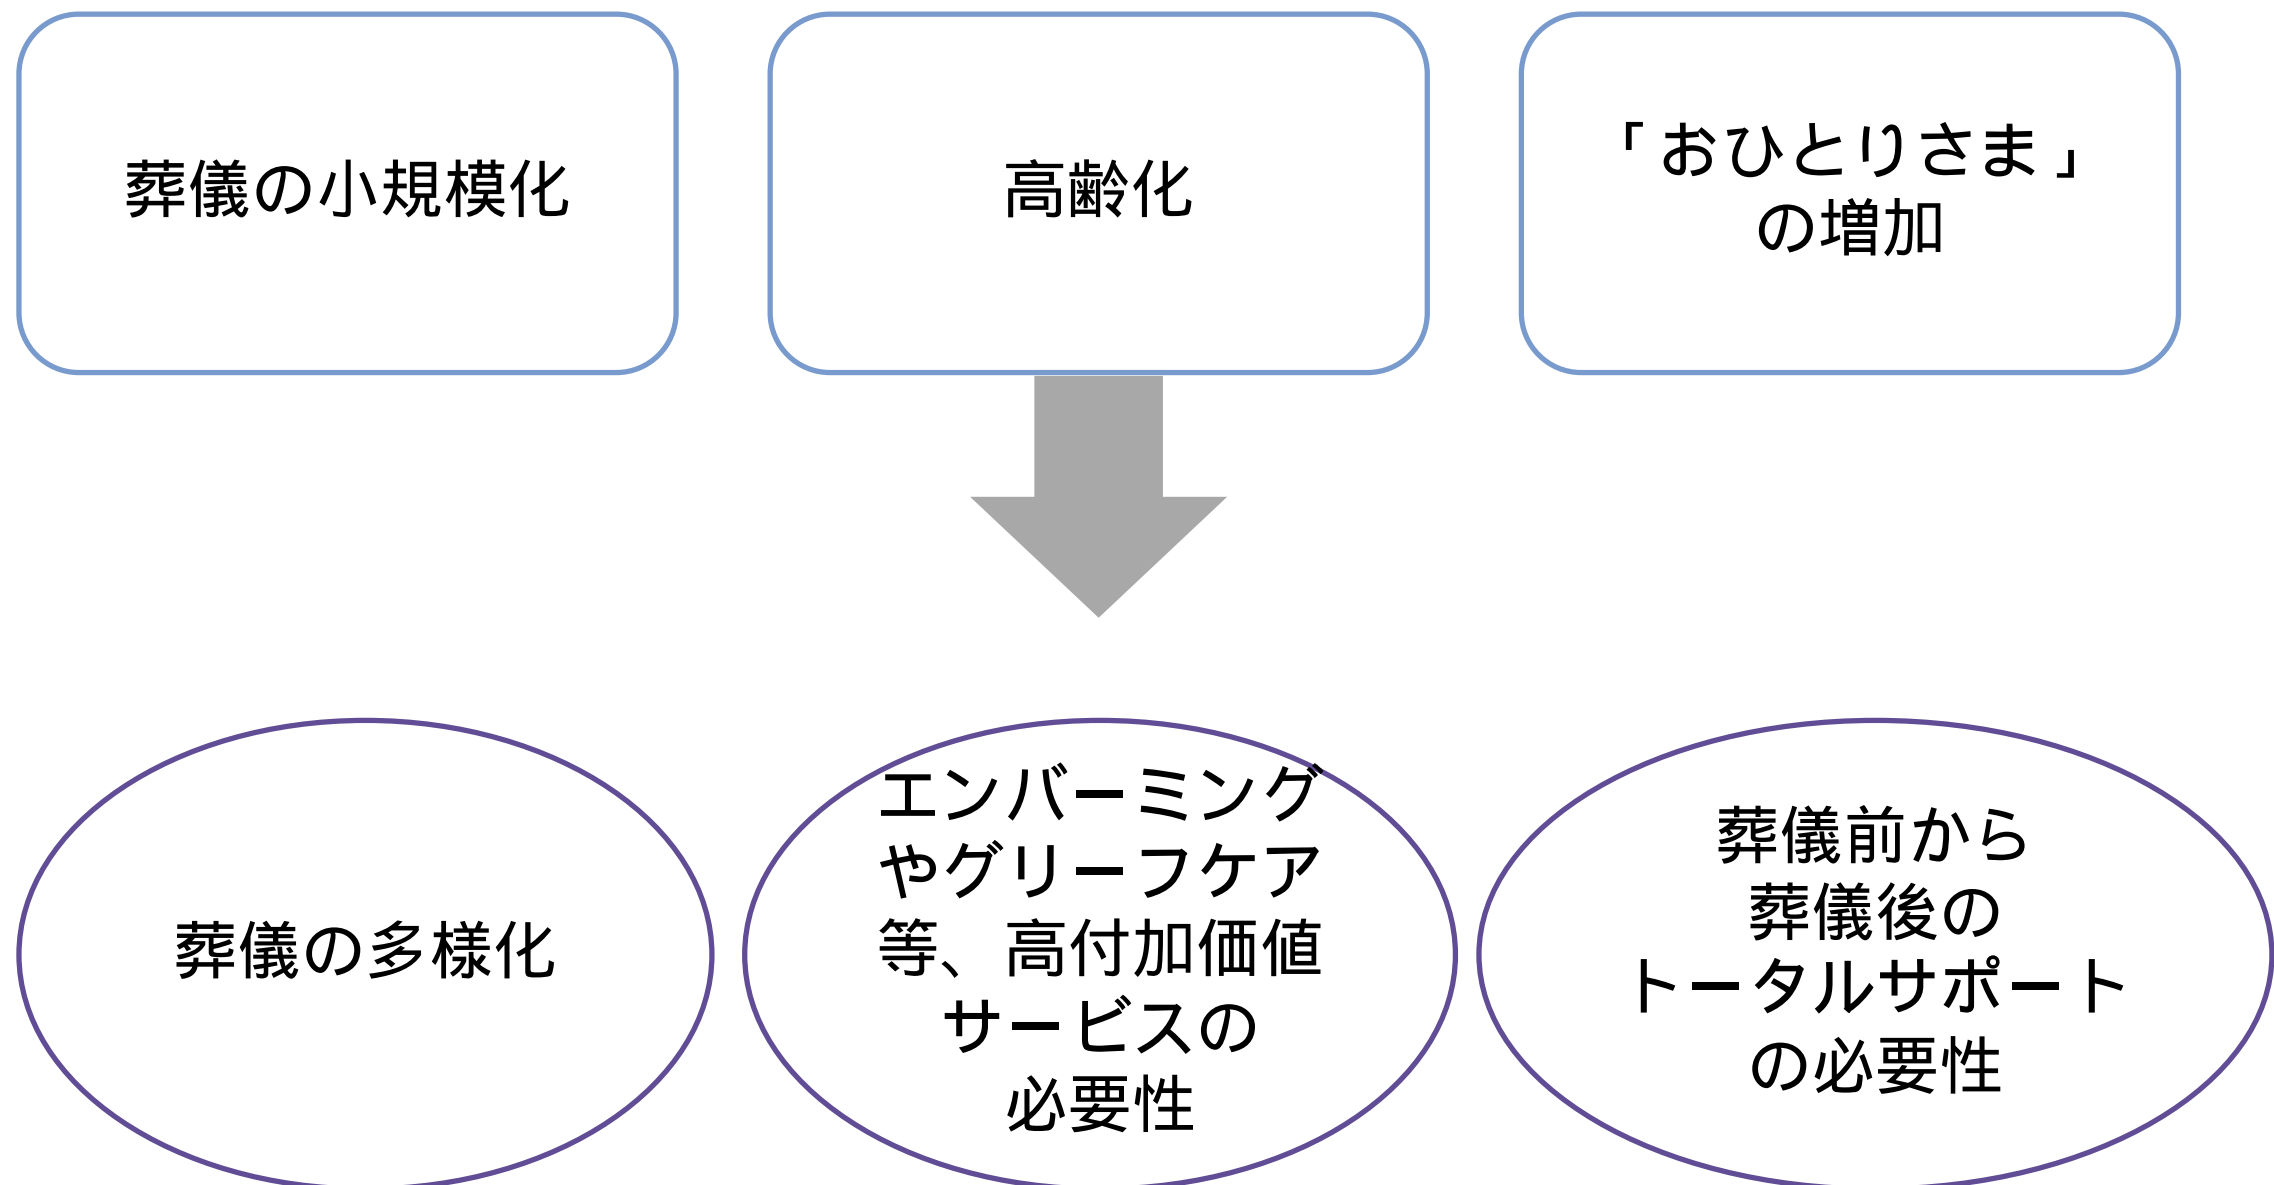 葬儀の小規模化
高齢化
「おひとりさま」
の増加
葬儀の多様化
エンバーミング
やグリーフケア
等、高付加価値
サービスの
必要性
葬儀前から
葬儀後の
トータルサポート
の必要性